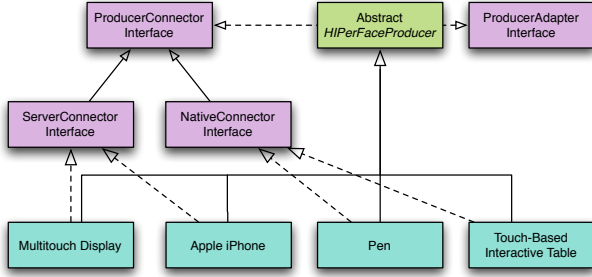 ProducerConnector
Interface
Abstract
HIPerFaceProducer
ProducerAdapter
Interface
ServerConnector
Interface
NativeConnector
Interface
Multitouch Display
Apple iPhone
Pen
Touch-Based
Interactive Table